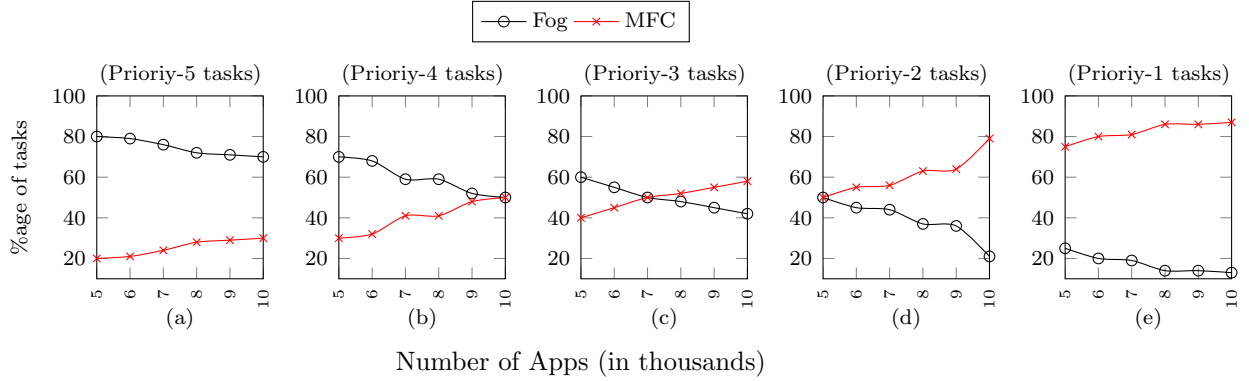 Fog MFC
(Prioriy-5 tasks) (Prioriy-4 tasks) (Prioriy-3 tasks) (Prioriy-2 tasks) (Prioriy-1 tasks)
%age of tasks
100 100 100 100 100
80 80 80 80 80
60 60 60 60 60
40 40 40 40 40
20 20 20 20 20
5 6 7 8 9 10 5 6 7 8 9 10 5 6 7 8 9 10 5 6 7 8 9 10 5 6 7 8 9 10
(a) (b) (c) (d) (e)
Number of Apps (in thousands)